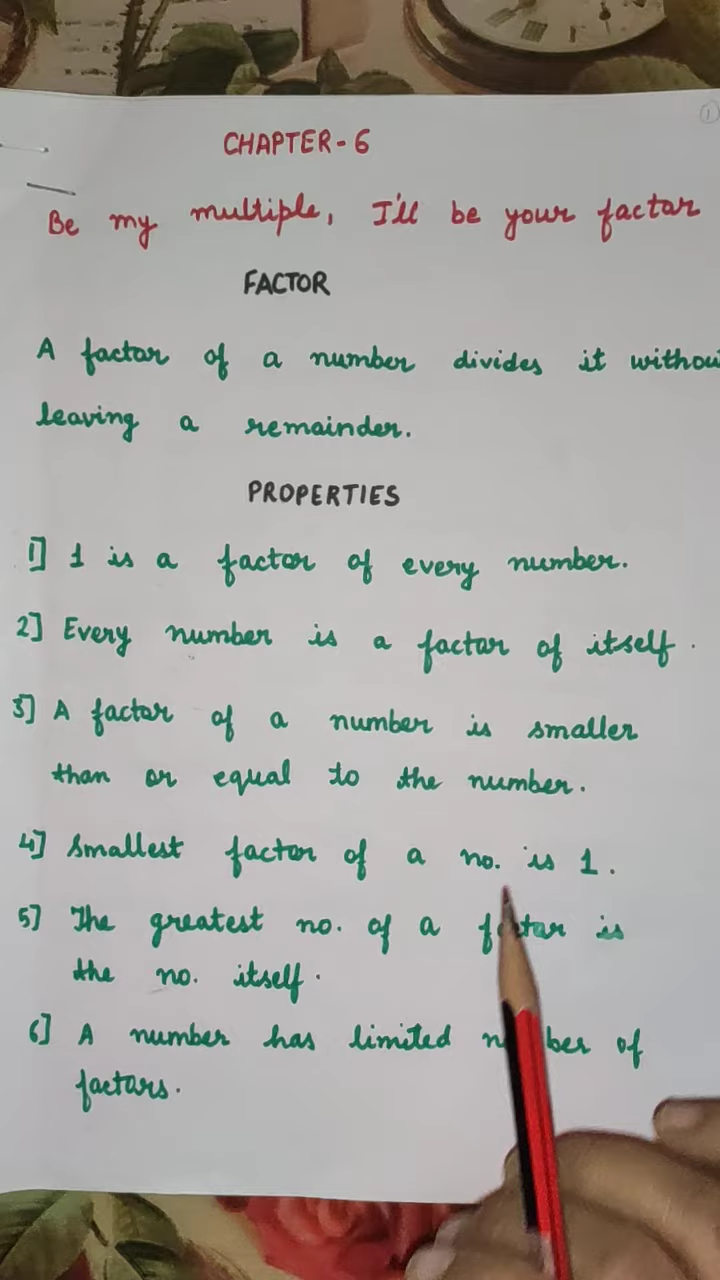 CHAPTER-6
Be my multiple, I'll be your factor
FACTOR
A factor of a number divides it withou
leaving a remainder.
PROPERTIES
1] 1 is a factor of every number.
2] Every number is a factor of itself.
3] A factor of a number is smaller
than or equal to the number.
4] Smallest factor of a no. is 1.
5] The greatest no. of a factor is
the no. itself.
6] A number has limited number of
factors.